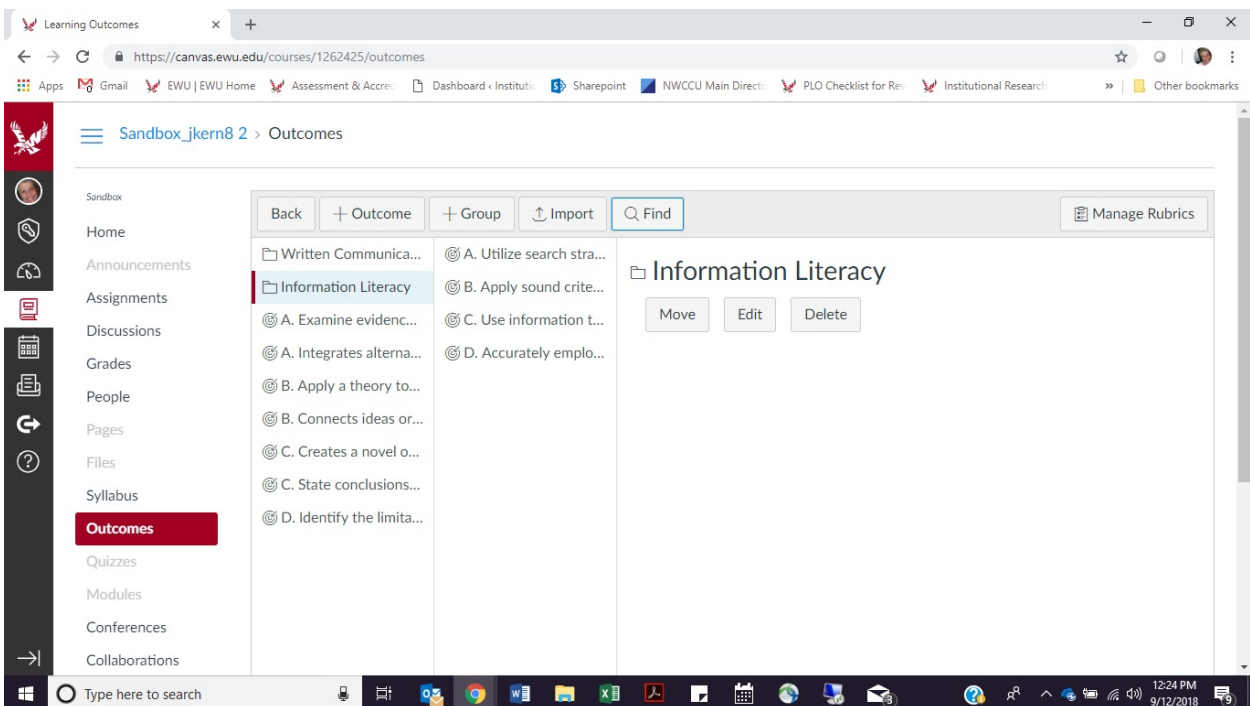 Learning Outcomes
https://canvas.ewu.edu/courses/1262425/outcomes
Apps Gmail EWU | EWU Home Assessment & Accred Dashboard ‹ Institutio Sharepoint NWCCU Main Directo PLO Checklist for Rev Institutional Research » Other bookmarks
Sandbox_jkern8 2 > Outcomes
Sandbox
Home
Announcements
Assignments
Discussions
Grades
People
Pages
Files
Syllabus
Outcomes
Quizzes
Modules
Conferences
Collaborations
Back + Outcome + Group Import Find Manage Rubrics
Written Communica...
Information Literacy
A. Examine evidenc...
A. Integrates alterna...
B. Apply a theory to...
B. Connects ideas or...
C. Creates a novel o...
C. State conclusions...
D. Identify the limita...
A. Utilize search stra...
B. Apply sound crite...
C. Use information t...
D. Accurately emplo...
Information Literacy
Move Edit Delete
Type here to search
12:24 PM
9/12/2018